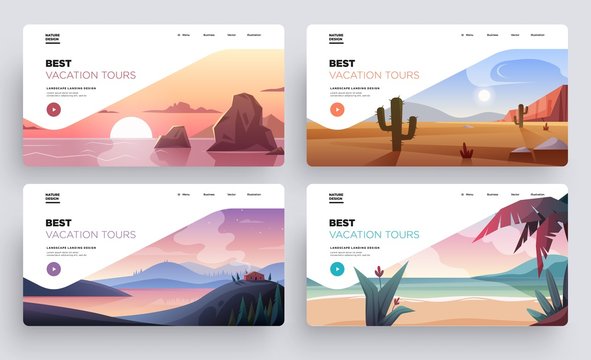 NATURE
DESIGN
Menu Business Vector Illustration
BEST
VACATION TOURS
LANDSCAPE LANDING DESIGN
NATURE
DESIGN
Menu Business Vector Illustration
BEST
VACATION TOURS
LANDSCAPE LANDING DESIGN
NATURE
DESIGN
Menu Business Vector Illustration
BEST
VACATION TOURS
LANDSCAPE LANDING DESIGN
NATURE
DESIGN
Menu Business Vector Illustration
BEST
VACATION TOURS
LANDSCAPE LANDING DESIGN